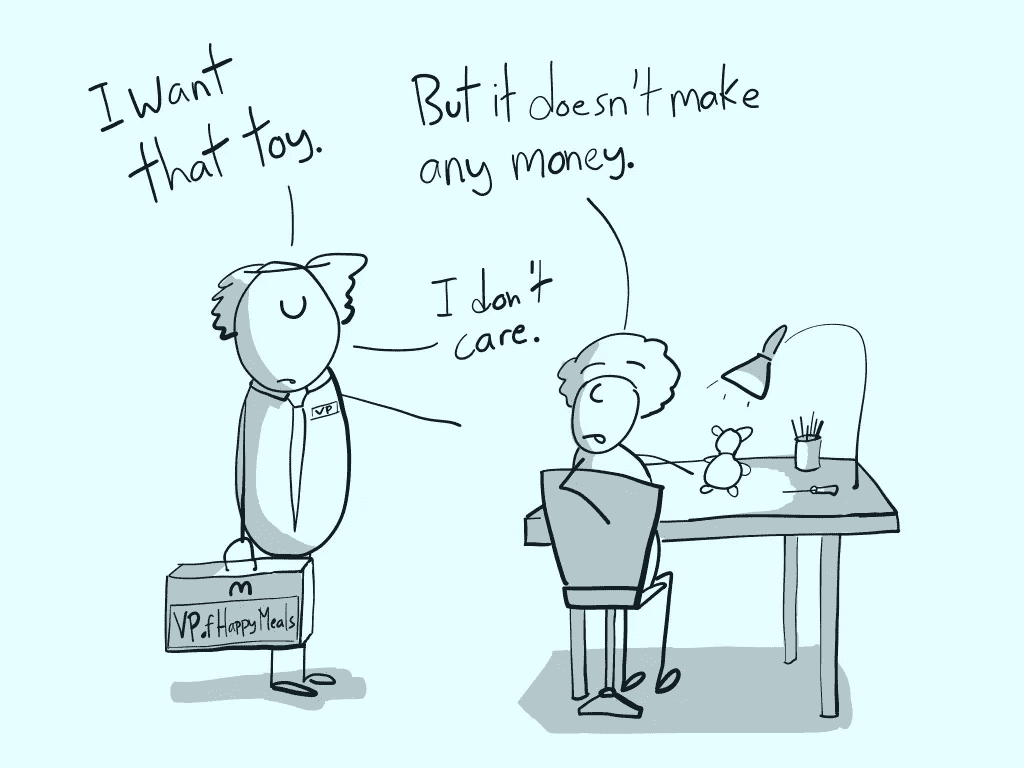 I want
that toy.
But it doesn't make
any money.
I don't
care.
VP
M
VP of Happy Meals